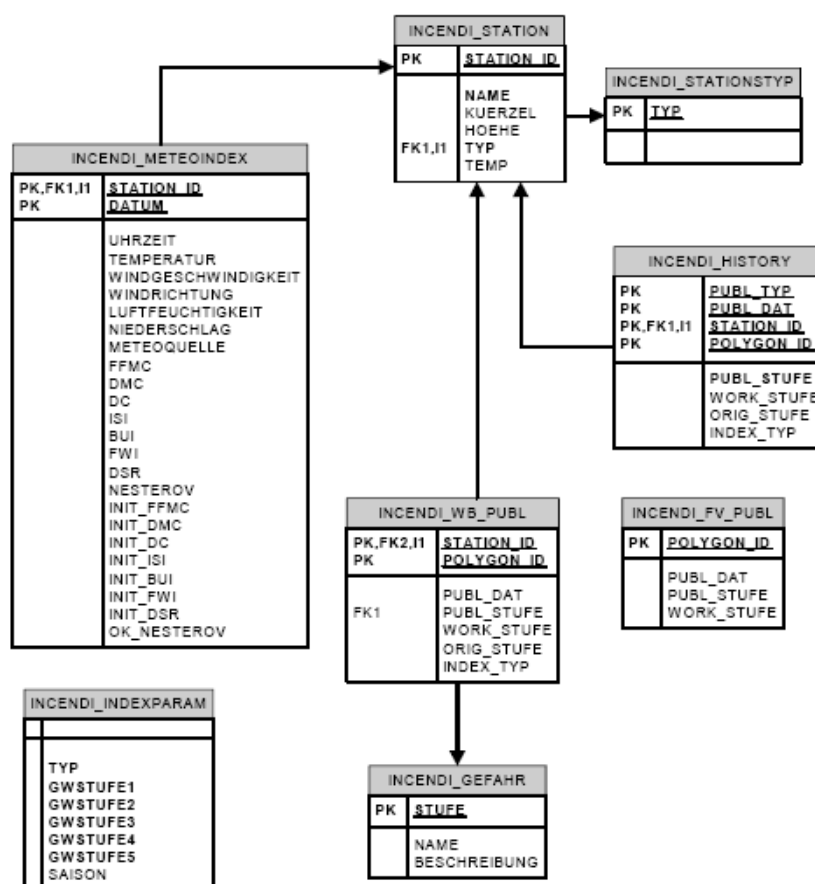 INCENDI_STATION
PK STATION_ID
NAME
KUERZEL
HOEHE
FK1,I1 TYP
TEMP
INCENDI_STATIONSTYP
PK TYP
INCENDI_METEOINDEX
PK,FK1,I1 STATION_ID
PK DATUM
UHRZEIT
TEMPERATUR
WINDGESCHWINDIGKEIT
WINDRICHTUNG
LUFTFEUCHTIGKEIT
NIEDERSCHLAG
METEOQUELLE
FFMC
DMC
DC
ISI
BUI
FWI
DSR
NESTEROV
INIT_FFMC
INIT_DMC
INIT_DC
INIT_ISI
INIT_BUI
INIT_FWI
INIT_DSR
OK_NESTEROV
INCENDI_HISTORY
PK PUBL_TYP
PK PUBL_DAT
PK,FK1,I1 STATION_ID
PK POLYGON_ID
PUBL_STUFE
WORK_STUFE
ORIG_STUFE
INDEX_TYP
INCENDI_WB_PUBL
PK,FK2,I1 STATION_ID
PK POLYGON_ID
PUBL_DAT
FK1 PUBL_STUFE
WORK_STUFE
ORIG_STUFE
INDEX_TYP
INCENDI_FV_PUBL
PK POLYGON_ID
PUBL_DAT
PUBL_STUFE
WORK_STUFE
INCENDI_INDEXPARAM
TYP
GWSTUFE1
GWSTUFE2
GWSTUFE3
GWSTUFE4
GWSTUFE5
SAISON
INCENDI_GEFAHR
PK STUFE
NAME
BESCHREIBUNG